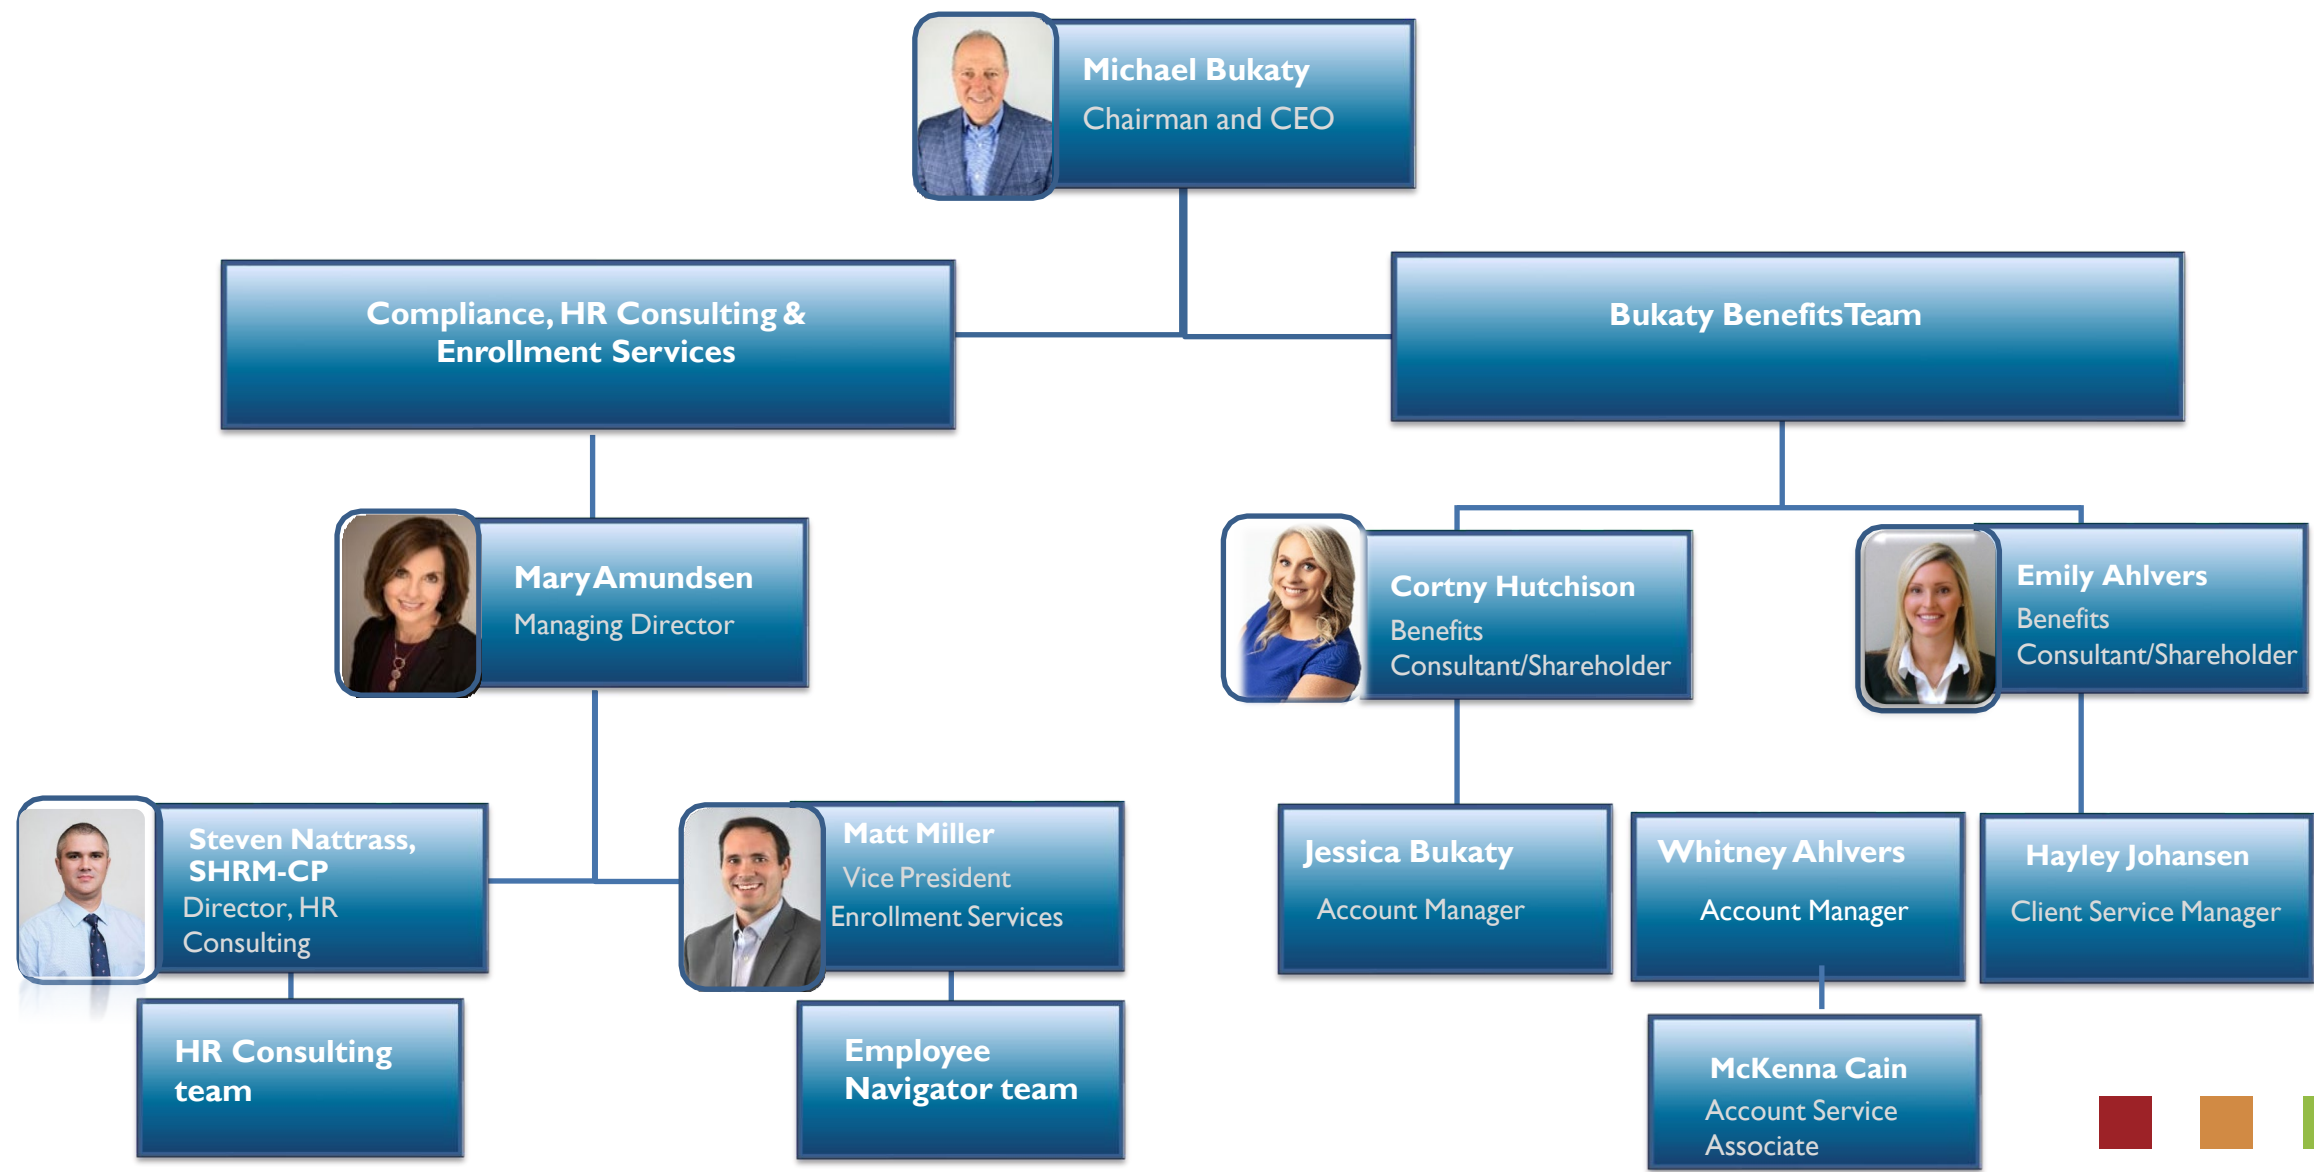 Michael Bukaty
Chairman and CEO
Compliance, HR Consulting &
Enrollment Services
Bukaty Benefits Team
Mary Amundsen
Managing Director
Cortny Hutchison
Benefits
Consultant/Shareholder
Emily Ahlvers
Benefits
Consultant/Shareholder
Steven Nattrass,
SHRM-CP
Director, HR
Consulting
Matt Miller
Vice President
Enrollment Services
Jessica Bukaty
Account Manager
Whitney Ahlvers
Account Manager
Hayley Johansen
Client Service Manager
HR Consulting
team
Employee
Navigator team
McKenna Cain
Account Service
Associate